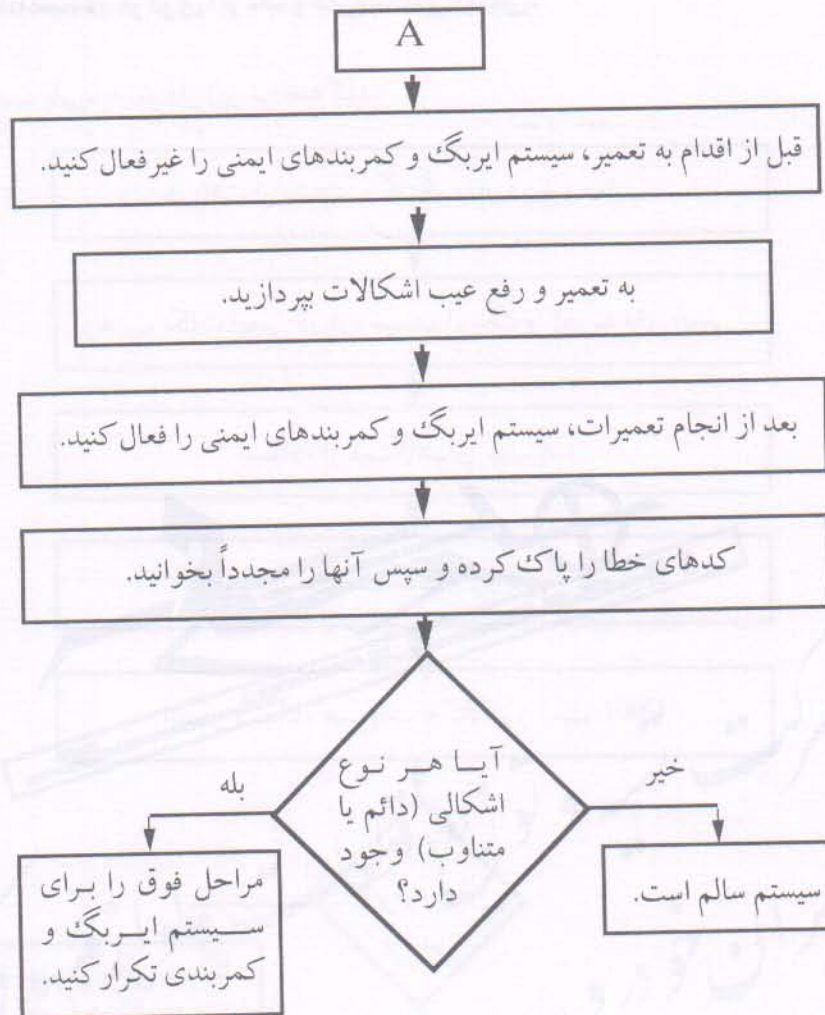 A
قبل از اقدام به تعمیر، سیستم ایربگ و کمربندهای ایمنی را غیرفعال کنید.
به تعمیر و رفع عیب اشکالات بپردازید.
بعد از انجام تعمیرات، سیستم ایربگ و کمربندهای ایمنی را فعال کنید.
کدهای خطا را پاک کرده و سپس آنها را مجدداً بخوانید.
آیا هر نوع
اشکالی (دائم یا
متناوب) وجود
دارد؟
خیر
سیستم سالم است.
بله
مراحل فوق را برای
سیستم ایربگ و
کمربندی تکرار کنید.